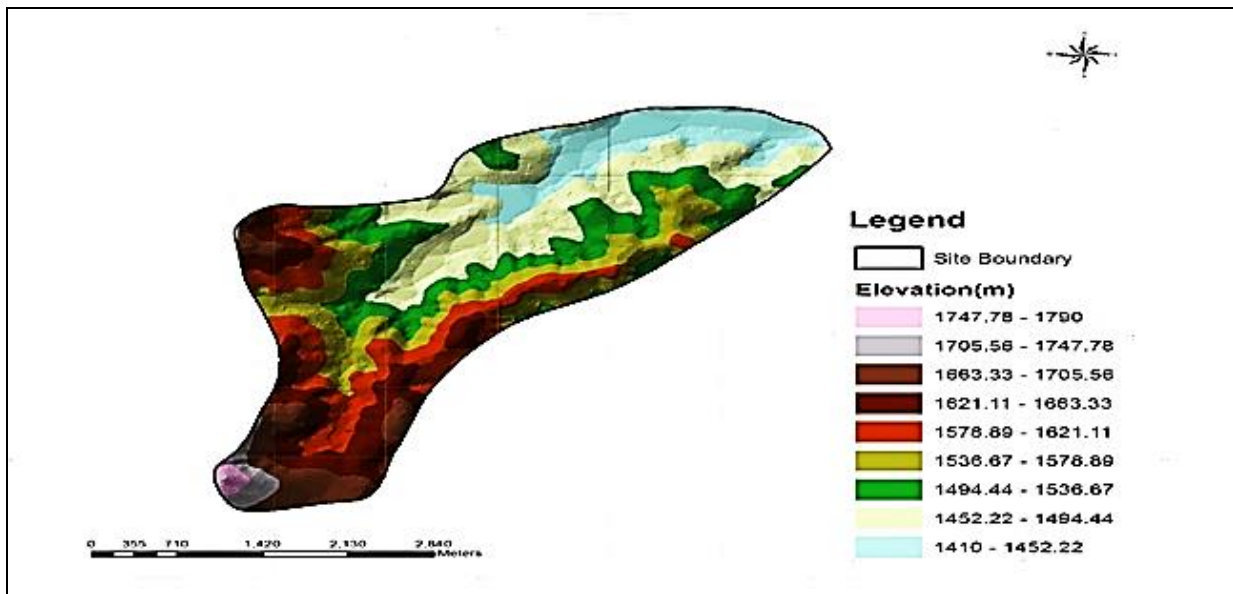 Legend
Site Boundary
Elevation(m)
1747.78 - 1790
1705.56 - 1747.78
1663.33 - 1705.56
1621.11 - 1663.33
1578.89 - 1621.11
1536.67 - 1578.89
1494.44 - 1536.67
1452.22 - 1494.44
1410 - 1452.22
0 355 710 1,420 2,130 2,840
Meters